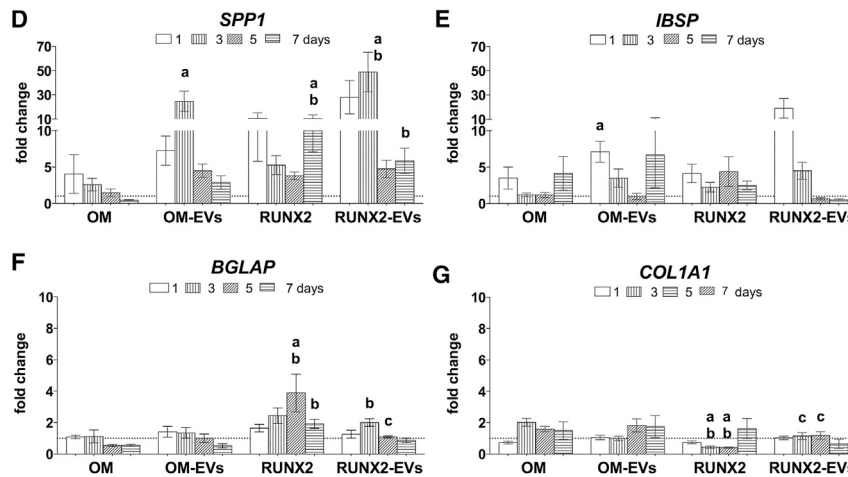 D
SPP1
1 3 5 7 days
fold change
70
50
30
10
10
5
0
a
a
b
a
b
b
OM OM-EVs RUNX2 RUNX2-EVs
E
IBSP
1 3 5 7 days
fold change
70
50
30
10
10
5
0
a
OM OM-EVs RUNX2 RUNX2-EVs
F
BGLAP
1 3 5 7 days
fold change
10
8
6
4
2
0
a
b
b
b
c
OM OM-EVs RUNX2 RUNX2-EVs
G
COL1A1
1 3 5 7 days
fold change
10
8
6
4
2
0
a a
b b
c c
OM OM-EVs RUNX2 RUNX2-EVs